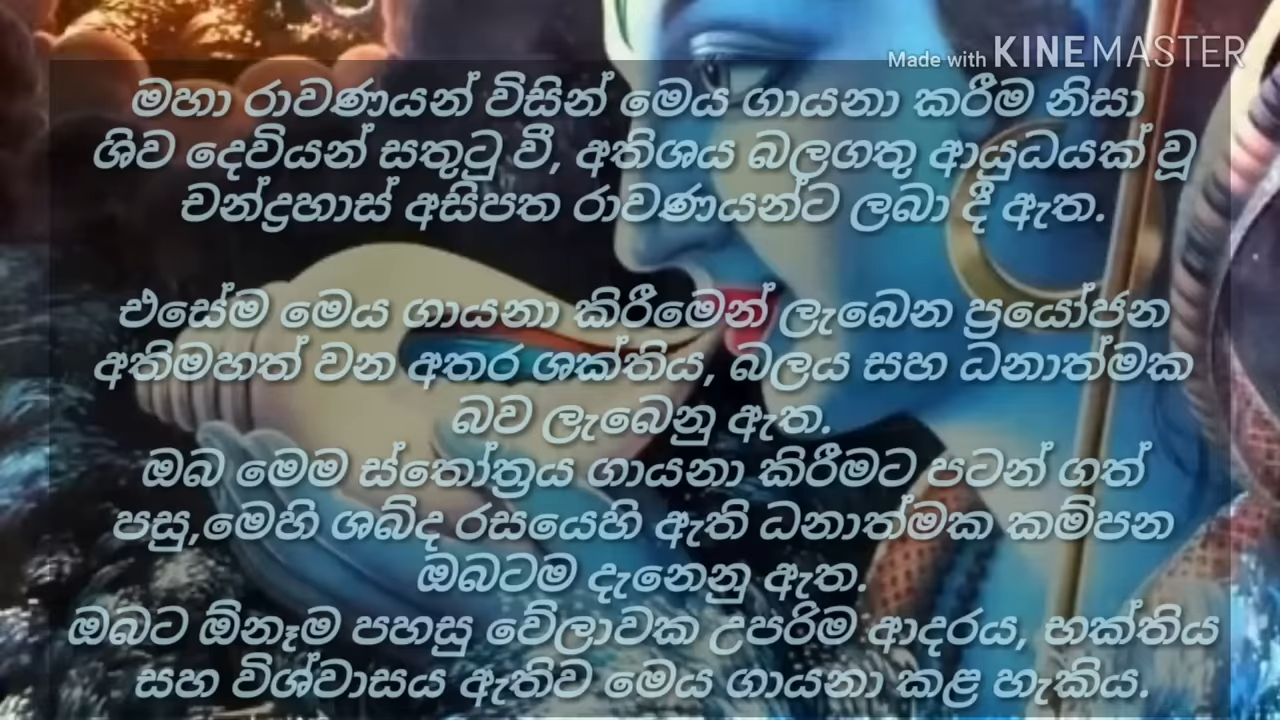 Made with KINEMASTER
මහා රාවණයන් විසින් මෙය ගායනා කරීම නිසා
ශිව දෙවියන් සතුටු වී, අතිශය බලගතු ආයුධයක් වූ
චන්ද්‍රහාස් අසිපත රාවණයන්ට ලබා දී ඇත.
එසේම මෙය ගායනා කිරීමෙන් ලැබෙන ප්‍රයෝජන
අතිමහත් වන අතර ශක්තිය, බලය සහ ධනාත්මක
බව ලැබෙනු ඇත.
ඔබ මෙම ස්තෝත්‍රය ගායනා කිරීමට පටන් ගත්
පසු,මෙහි ශබ්ද රසයෙහි ඇති ධනාත්මක කම්පන
ඔබටම දැනෙනු ඇත.
ඔබට ඕනෑම පහසු වේලාවක උපරිම ආදරය, භක්තිය
සහ විශ්වාසය ඇතිව මෙය ගායනා කළ හැකිය.